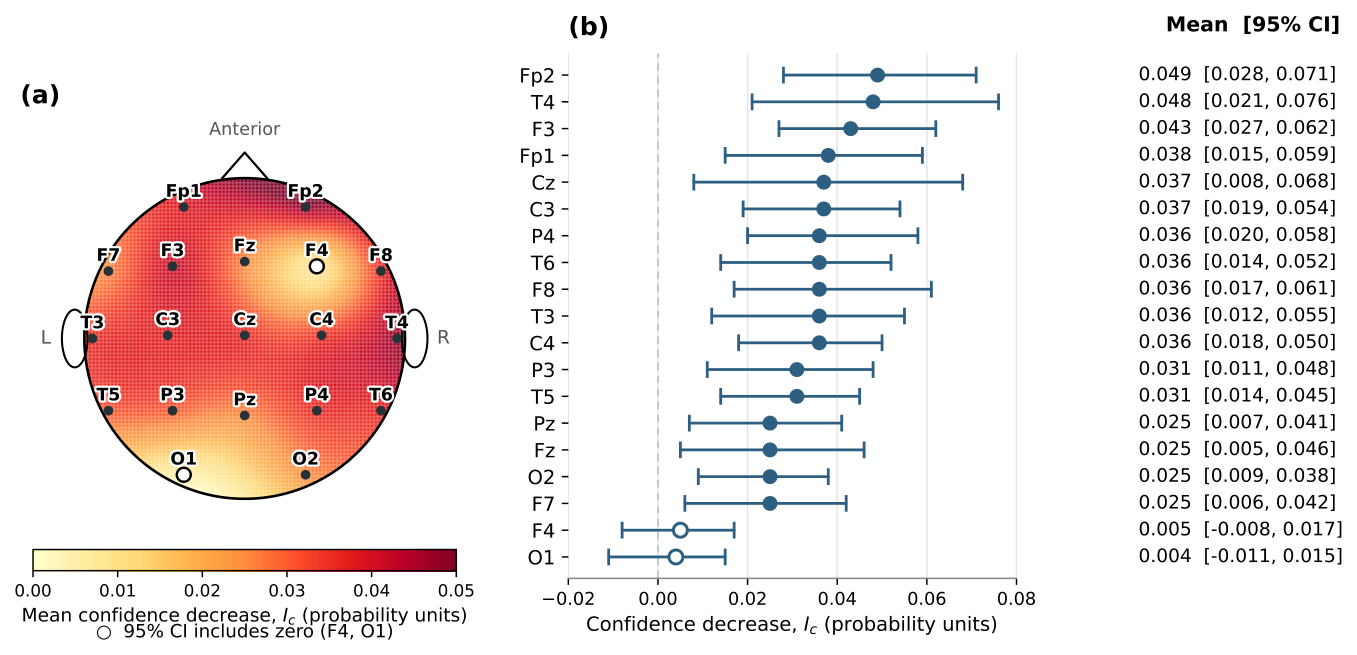 (a)
Anterior
Fp1 Fp2
F7 F3 Fz F4 F8
L T3 C3 Cz C4 T4 R
T5 P3 Pz P4 T6
O1 O2
0.00 0.01 0.02 0.03 0.04 0.05
Mean confidence decrease, I_c (probability units)
○ 95% CI includes zero (F4, O1)
(b)
Mean [95% CI]
Fp2 0.049 [0.028, 0.071]
T4 0.048 [0.021, 0.076]
F3 0.043 [0.027, 0.062]
Fp1 0.038 [0.015, 0.059]
Cz 0.037 [0.008, 0.068]
C3 0.037 [0.019, 0.054]
P4 0.036 [0.020, 0.058]
T6 0.036 [0.014, 0.052]
F8 0.036 [0.017, 0.061]
T3 0.036 [0.012, 0.055]
C4 0.036 [0.018, 0.050]
P3 0.031 [0.011, 0.048]
T5 0.031 [0.014, 0.045]
Pz 0.025 [0.007, 0.041]
Fz 0.025 [0.005, 0.046]
O2 0.025 [0.009, 0.038]
F7 0.025 [0.006, 0.042]
F4 0.005 [-0.008, 0.017]
O1 0.004 [-0.011, 0.015]
−0.02 0.00 0.02 0.04 0.06 0.08
Confidence decrease, I_c (probability units)